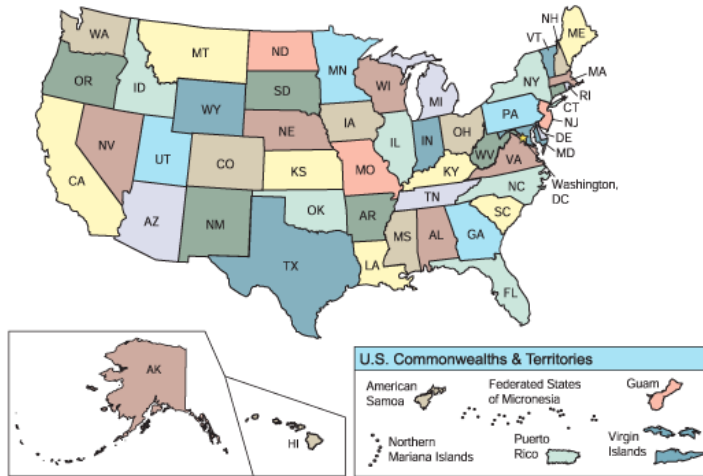 WA
MT
ND
MN
VT
NH
ME
OR
ID
SD
WI
MI
NY
MA
WY
RI
CT
NV
NE
IA
PA
NJ
CA
UT
CO
IL
IN
OH
DE
MD
WV
VA
KS
MO
KY
Washington,
DC
AZ
NM
OK
AR
TN
NC
SC
MS
AL
GA
TX
LA
FL
AK
HI
U.S. Commonwealths & Territories
American
Samoa
Federated States
of Micronesia
Guam
Northern
Mariana Islands
Puerto
Rico
Virgin
Islands